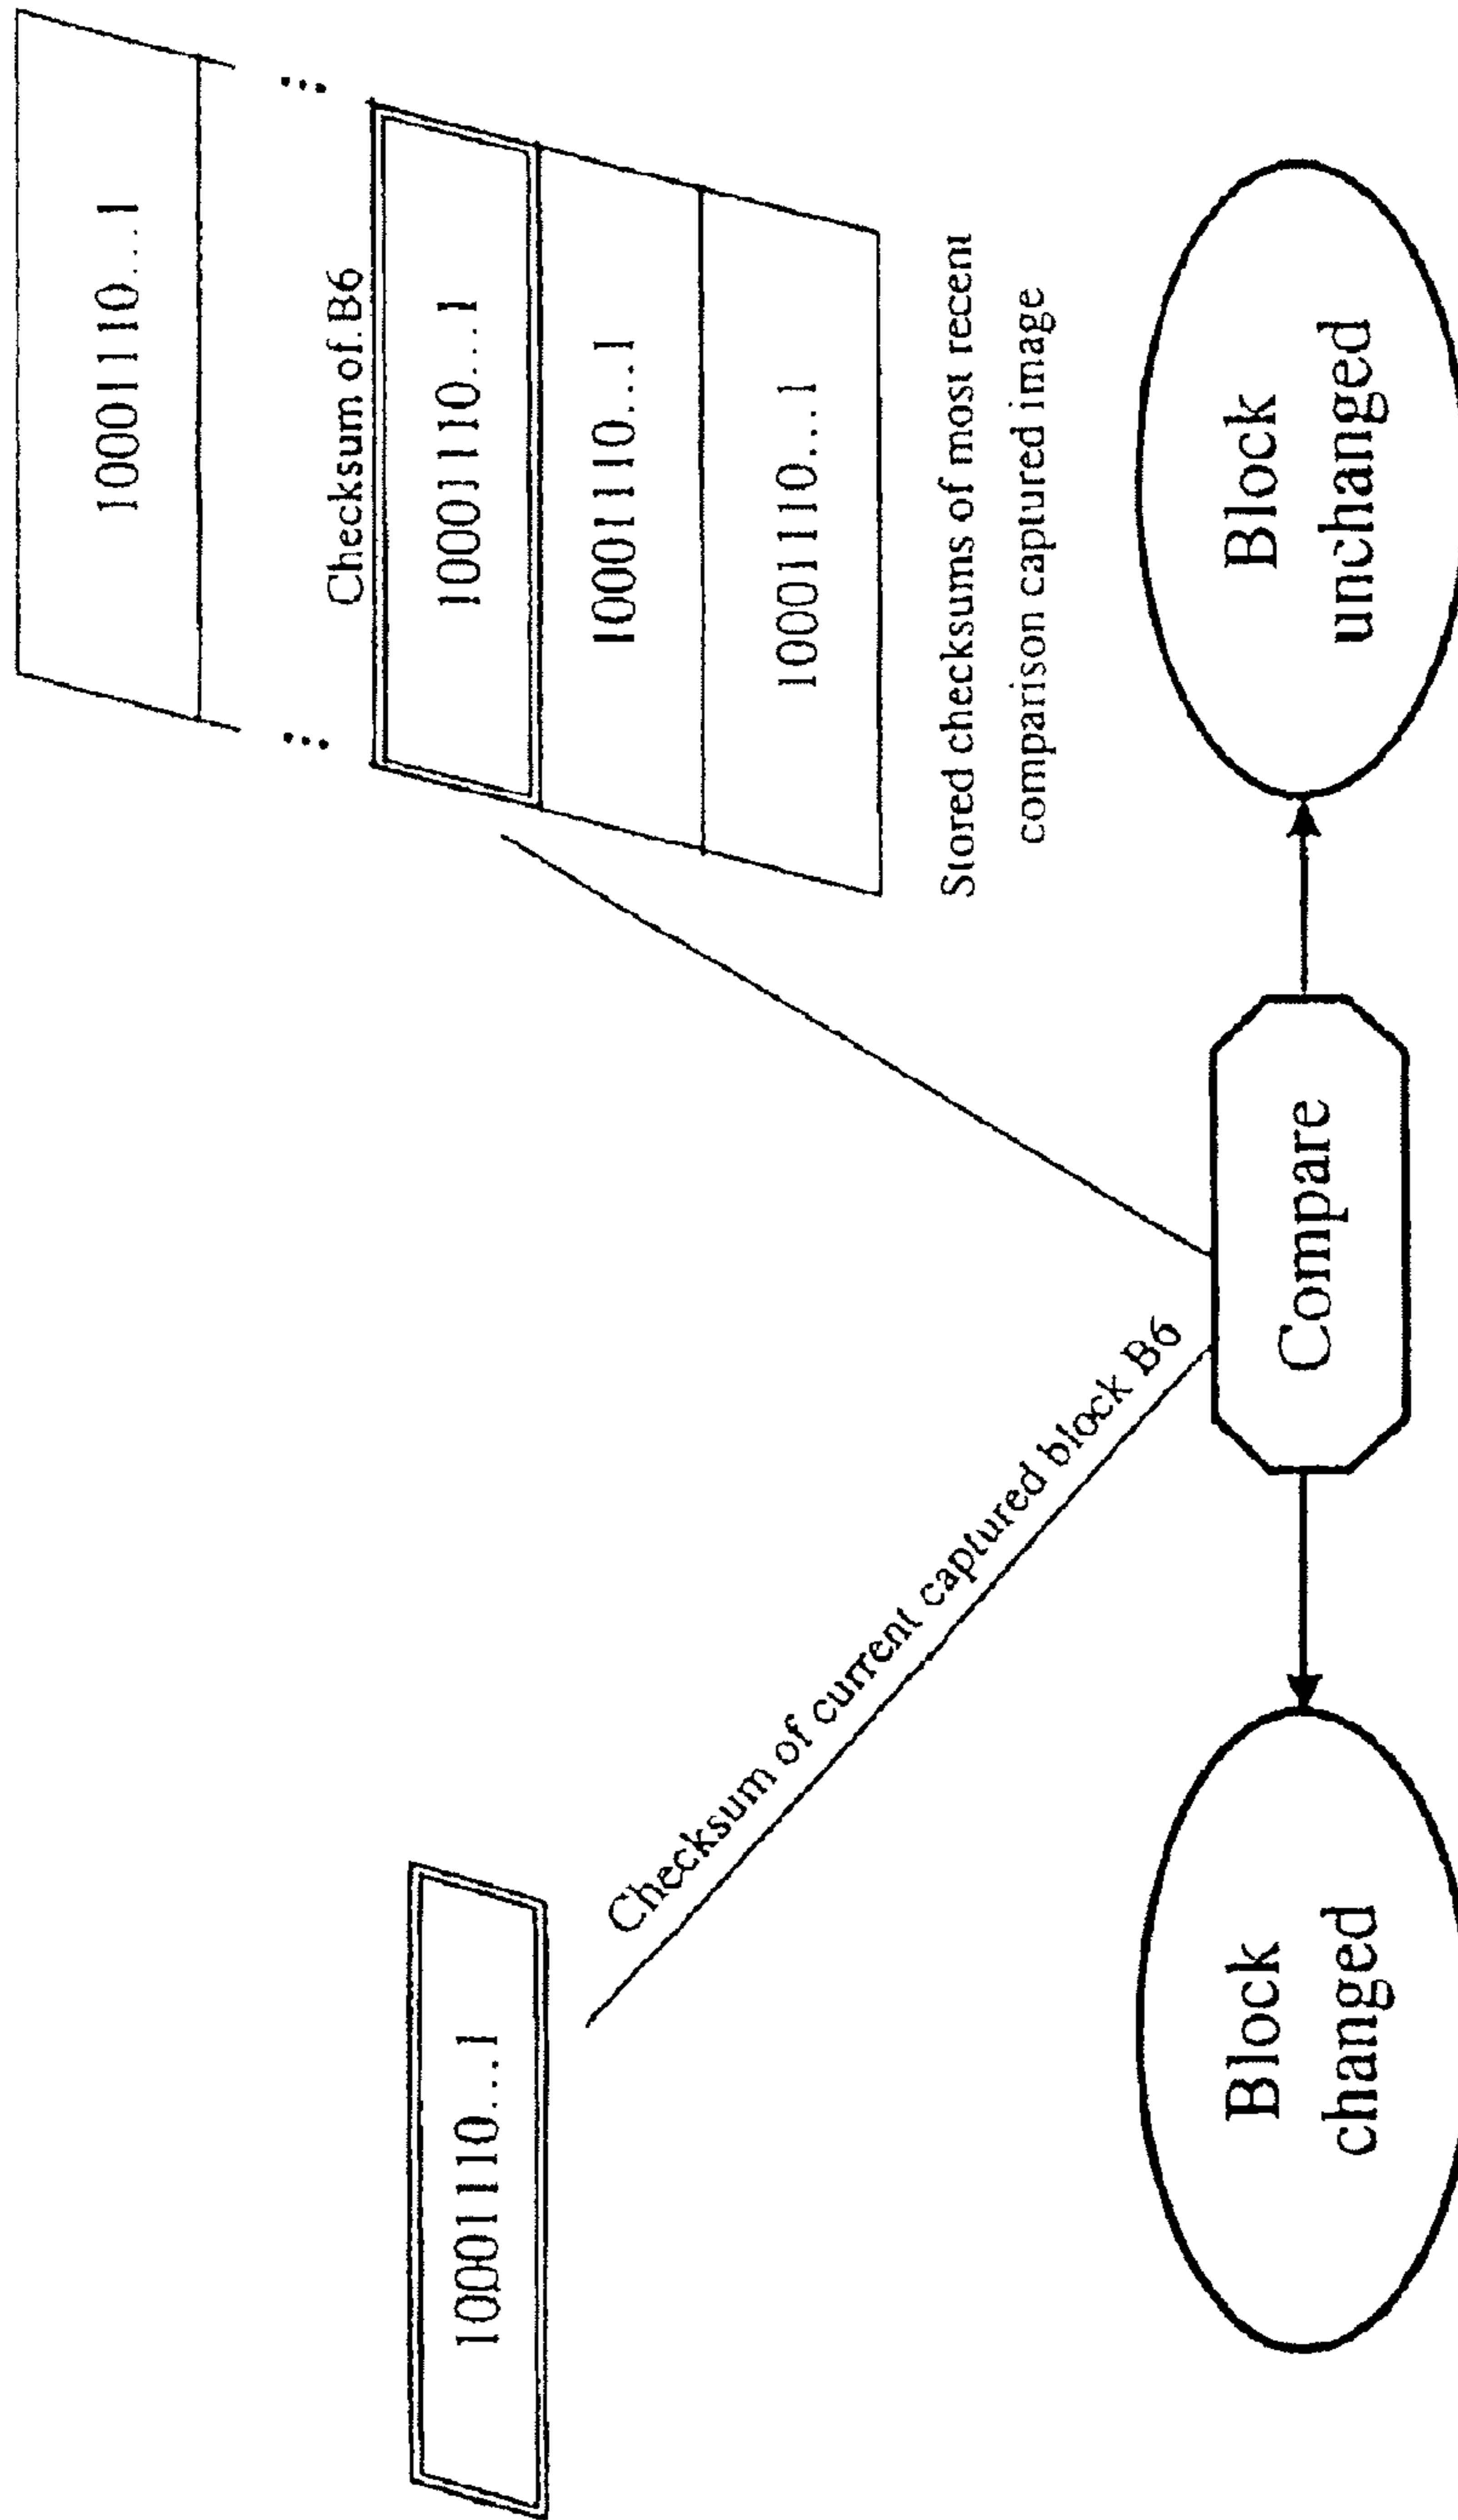 10001110...1
Checksum of B6
10001110...1
10001110...1
10001110...1
Stored checksums of most recent
comparison captured image
10001110...1
Checksum of current captured block B6
Compare
Block
changed
Block
unchanged